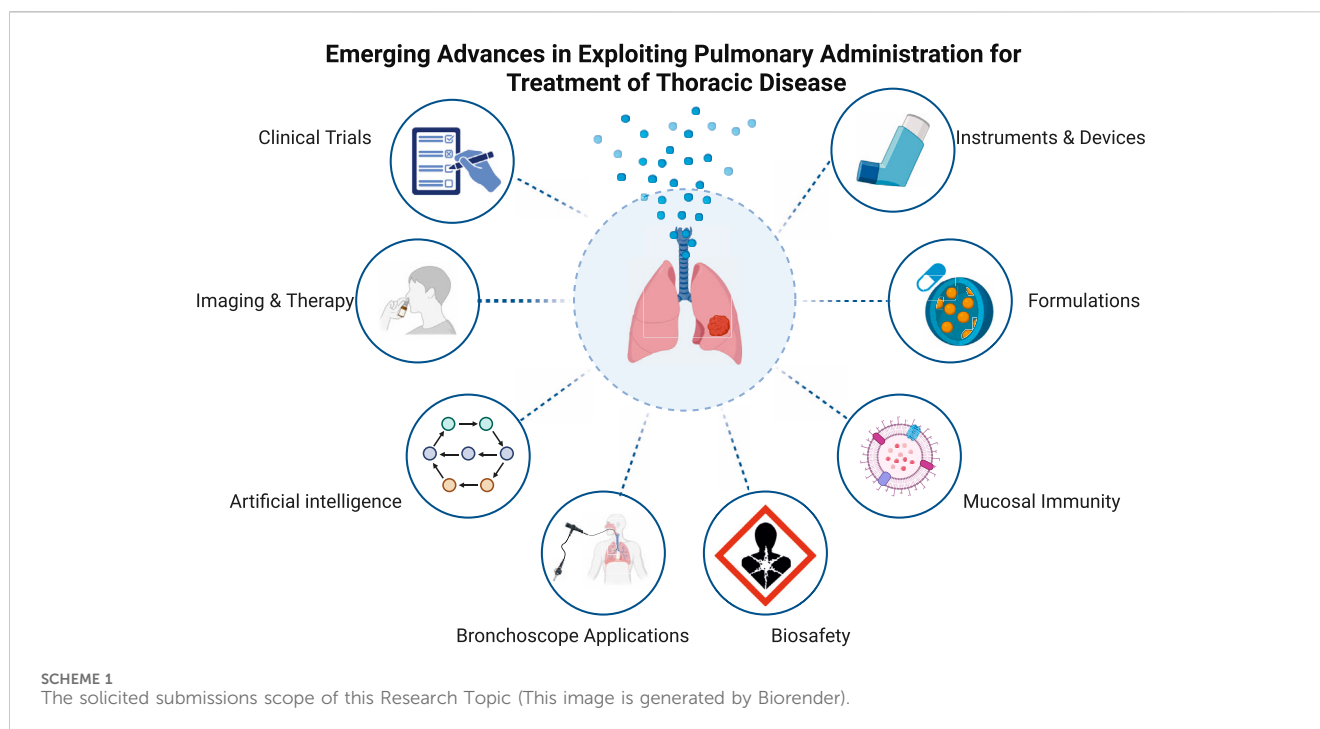 Emerging Advances in Exploiting Pulmonary Administration for
Treatment of Thoracic Disease
Clinical Trials
Instruments & Devices
Imaging & Therapy
Formulations
Artificial intelligence
Mucosal Immunity
Bronchoscope Applications
Biosafety
SCHEME 1
The solicited submissions scope of this Research Topic (This image is generated by Biorender).